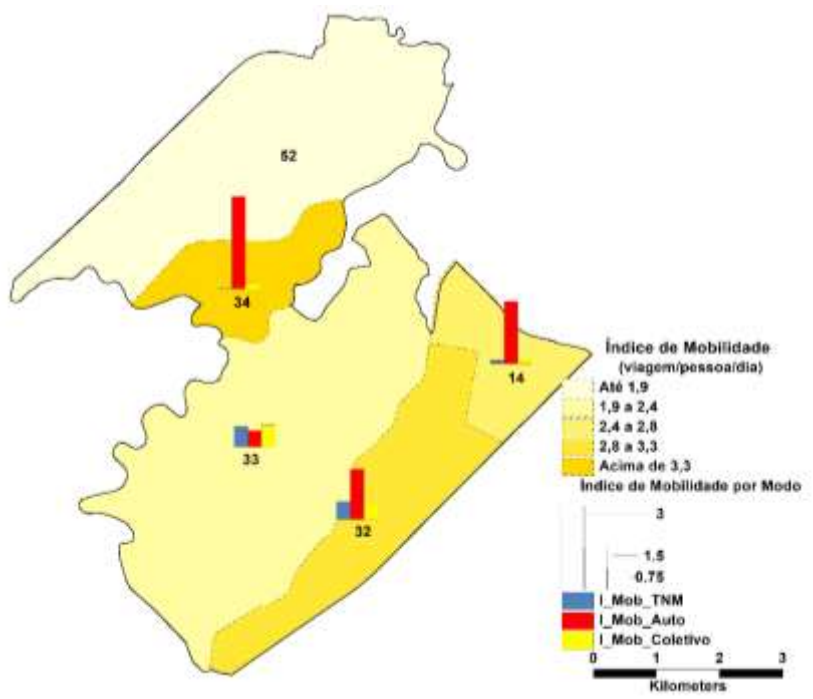 52
34
14
33
32
Índice de Mobilidade
(viagem/pessoa/dia)
Até 1,9
1,9 a 2,4
2,4 a 2,8
2,8 a 3,3
Acima de 3,3
Índice de Mobilidade por Modo
3
1.5
0.75
I_Mob_TNM
I_Mob_Auto
I_Mob_Coletivo
0 1 2 3
Kilometers